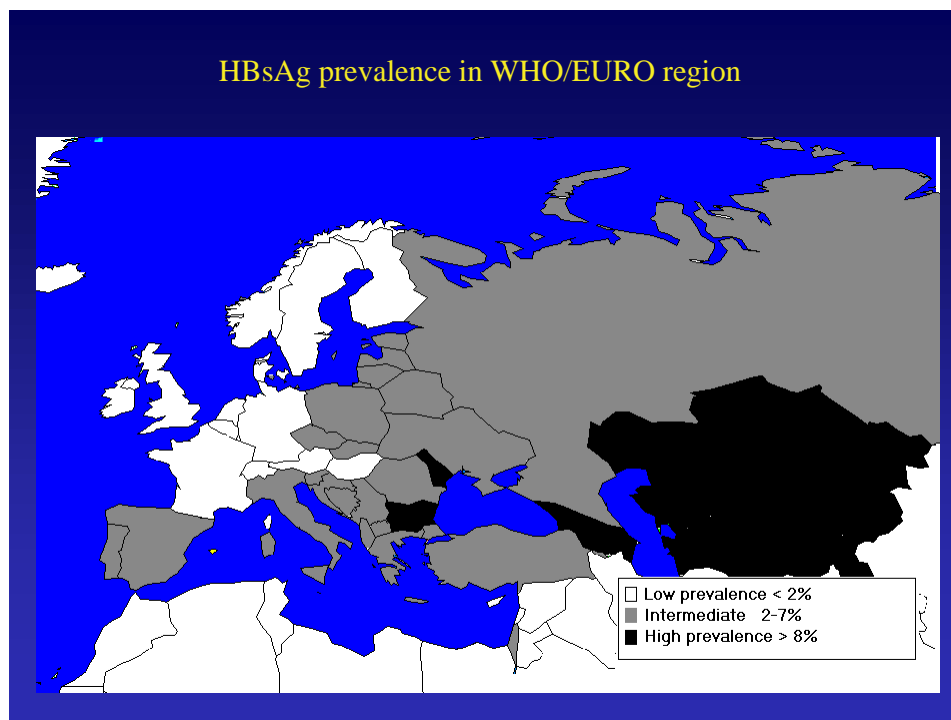 HBsAg prevalence in WHO/EURO region
Low prevalence < 2%
Intermediate 2-7%
High prevalence > 8%